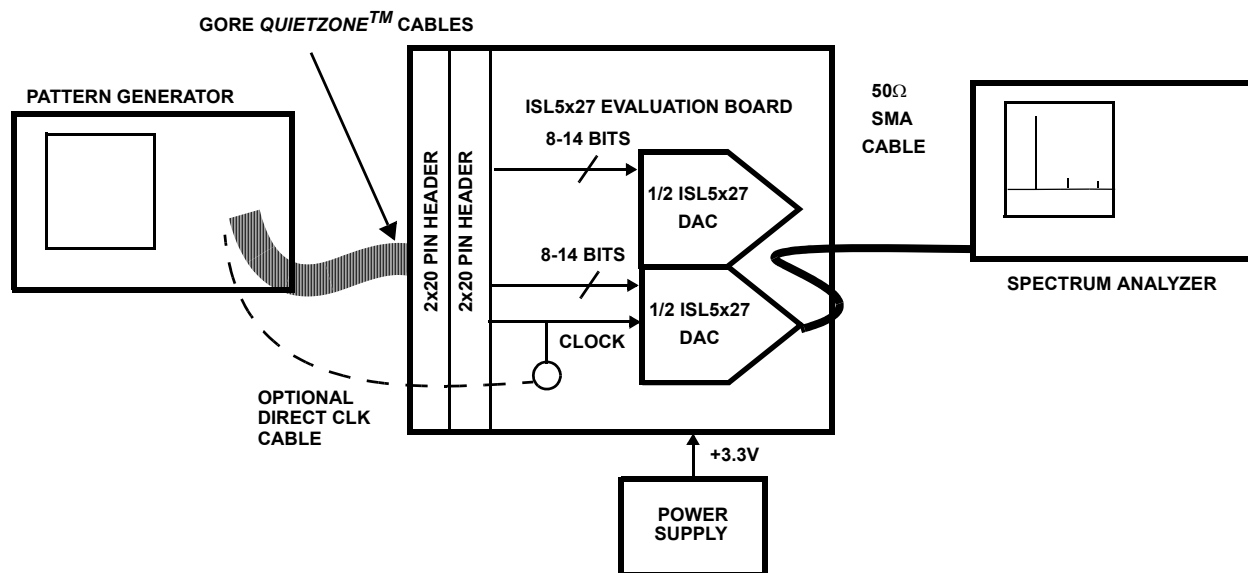 GORE QUIETZONE™ CABLES
PATTERN GENERATOR
2x20 PIN HEADER
2x20 PIN HEADER
ISL5x27 EVALUATION BOARD
8-14 BITS
1/2 ISL5x27
DAC
8-14 BITS
1/2 ISL5x27
DAC
CLOCK
OPTIONAL
DIRECT CLK
CABLE
50Ω
SMA
CABLE
SPECTRUM ANALYZER
+3.3V
POWER
SUPPLY